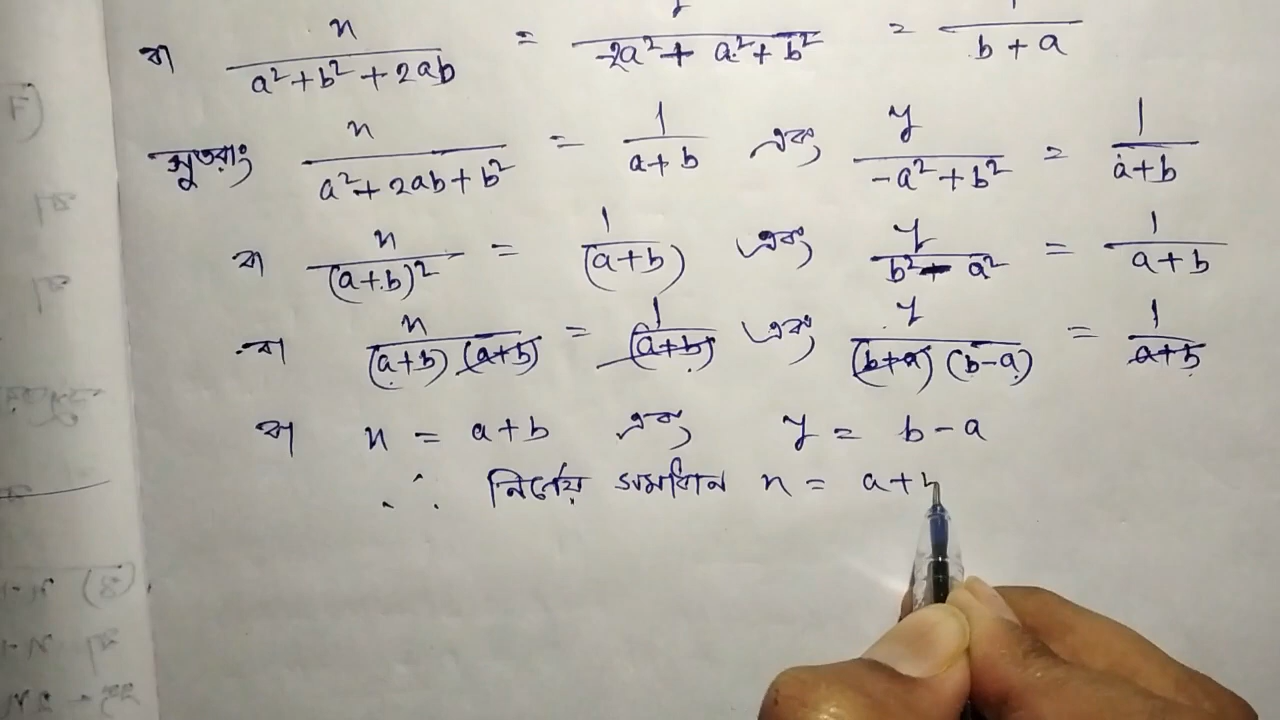 বা x/(a²+b²+2ab) = y/(-2a²+a²+b²) = 1/(b+a)
সুতরাং x/(a²+2ab+b²) = 1/(a+b) এবং y/(-a²+b²) = 1/(a+b)
বা x/(a+b)² = 1/(a+b) এবং y/(b²-a²) = 1/(a+b)
বা x/((a+b)(a+b)) = 1/(a+b) এবং y/((b+a)(b-a)) = 1/(a+b)
বা x = a+b এবং y = b-a
∴ নির্ণেয় সমাধান x = a+